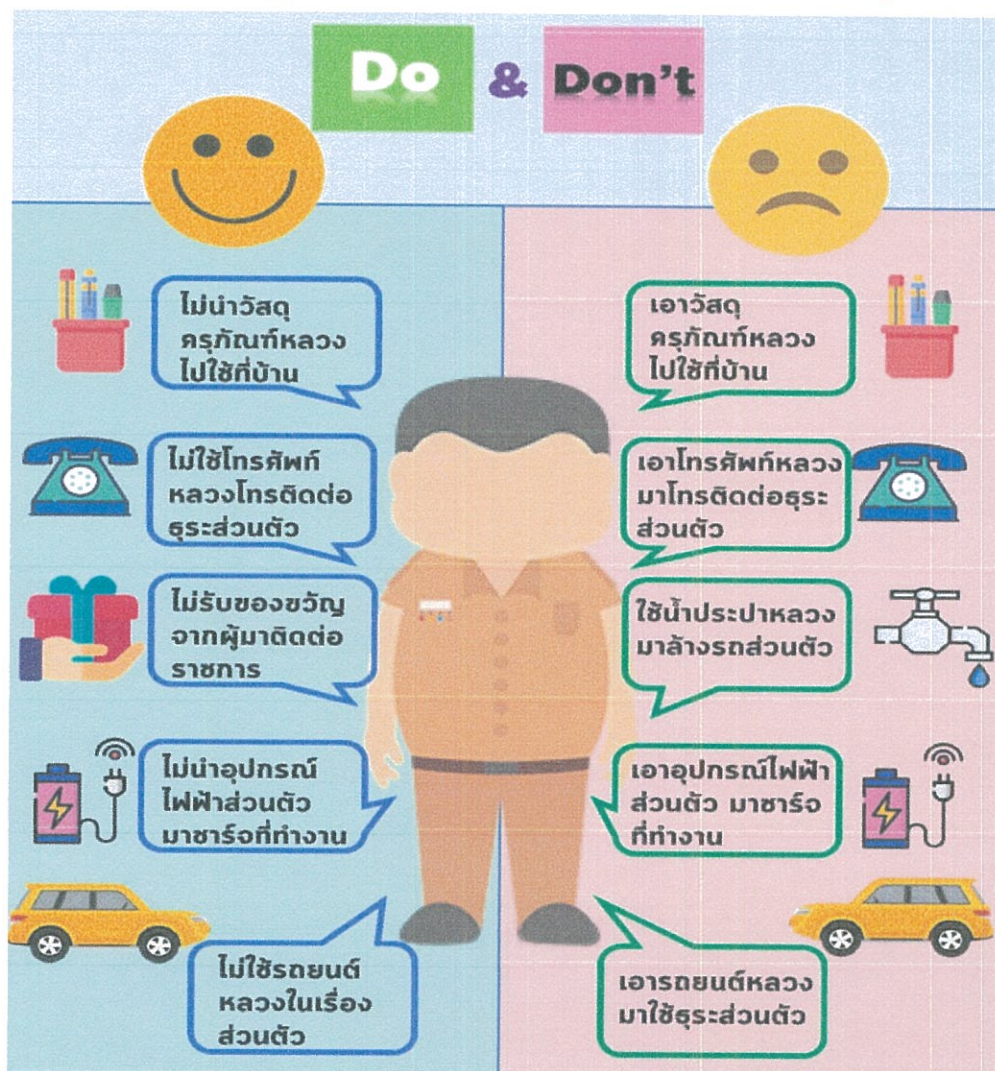 Do & Don't
ไม่นำวัสดุ
ครุภัณฑ์หลวง
ไปใช้ที่บ้าน
ไม่ใช้โทรศัพท์
หลวงโทรติดต่อ
ธุระส่วนตัว
ไม่รับของขวัญ
จากผู้มาติดต่อ
ราชการ
ไม่นำอุปกรณ์
ไฟฟ้าส่วนตัว
มาชาร์จที่ทำงาน
ไม่ใช้รถยนต์
หลวงในเรื่อง
ส่วนตัว
เอาวัสดุ
ครุภัณฑ์หลวง
ไปใช้ที่บ้าน
เอาโทรศัพท์หลวง
มาโทรติดต่อธุระ
ส่วนตัว
ใช้น้ำประปาหลวง
มาล้างรถส่วนตัว
เอาอุปกรณ์ไฟฟ้า
ส่วนตัว มาชาร์จ
ที่ทำงาน
เอารถยนต์หลวง
มาใช้ธุระส่วนตัว